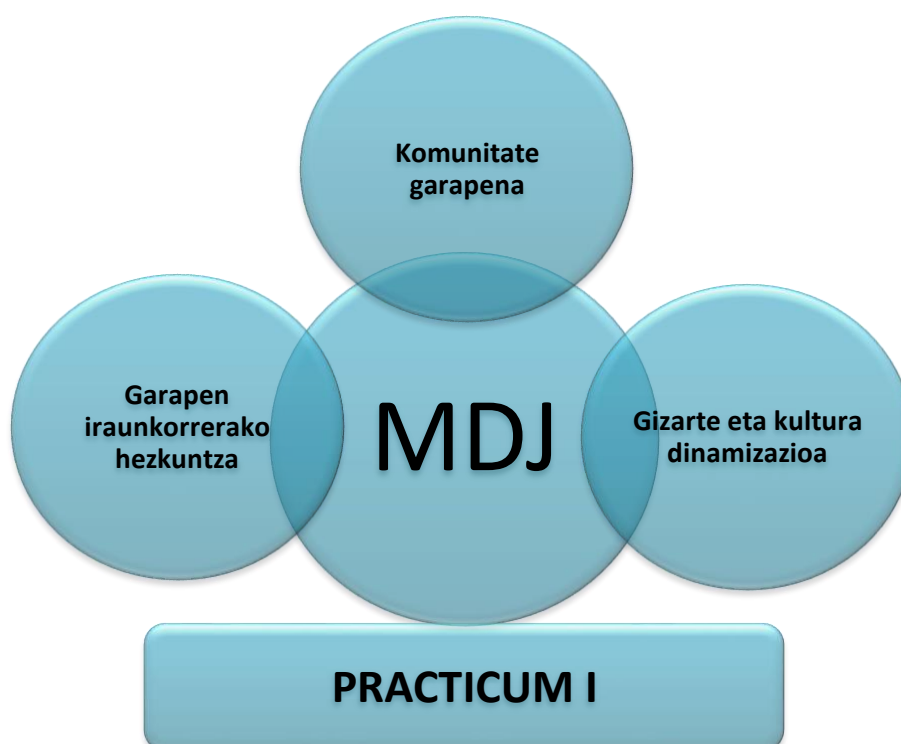 Komunitate
garapena
Garapen
iraunkorrerako
hezkuntza
MDJ
Gizarte eta kultura
dinamizazioa
PRACTICUM I